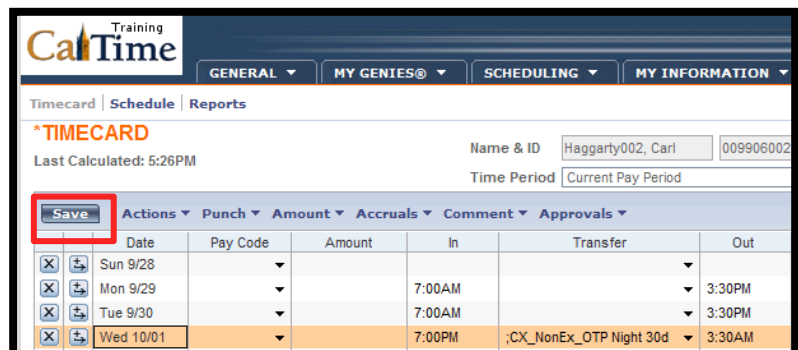 Training
CalTime
GENERAL MY GENIES® SCHEDULING MY INFORMATION
Timecard | Schedule | Reports
*TIMECARD
Last Calculated: 5:26PM
Name & ID Haggarty002, Carl 009906002
Time Period Current Pay Period
Save Actions Punch Amount Accruals Comment Approvals
Date Pay Code Amount In Transfer Out
Sun 9/28
Mon 9/29 7:00AM 3:30PM
Tue 9/30 7:00AM 3:30PM
Wed 10/01 7:00PM ;CX_NonEx_OTP Night 30d 3:30AM